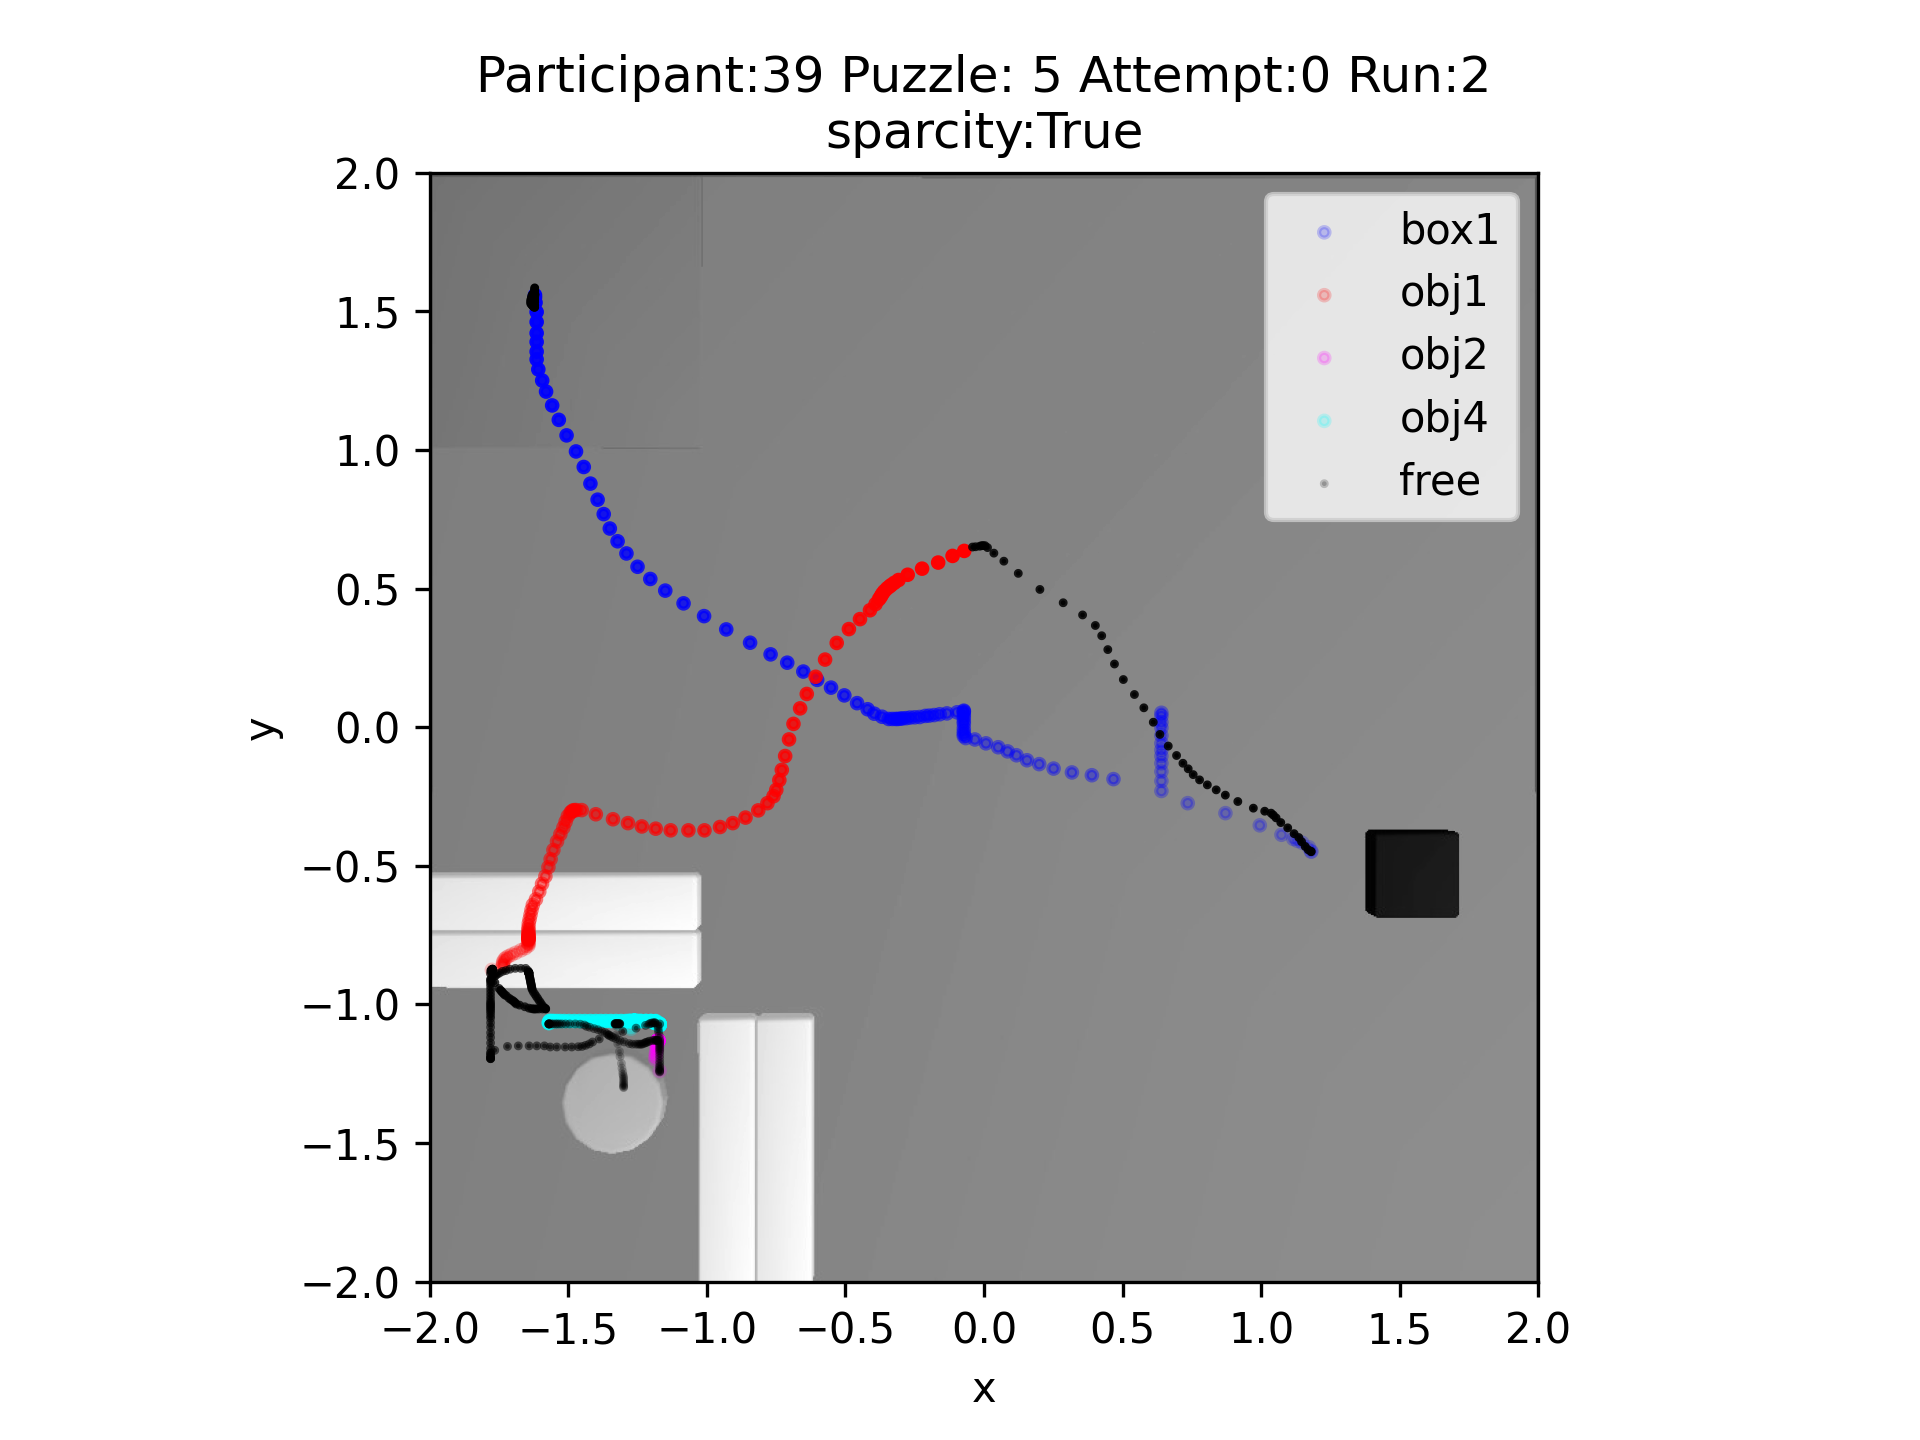 Participant:39 Puzzle: 5 Attempt:0 Run:2
sparcity:True
box1
obj1
obj2
obj4
free
2.0
1.5
1.0
0.5
0.0
−0.5
−1.0
−1.5
−2.0
y
−2.0 −1.5 −1.0 −0.5 0.0 0.5 1.0 1.5 2.0
x